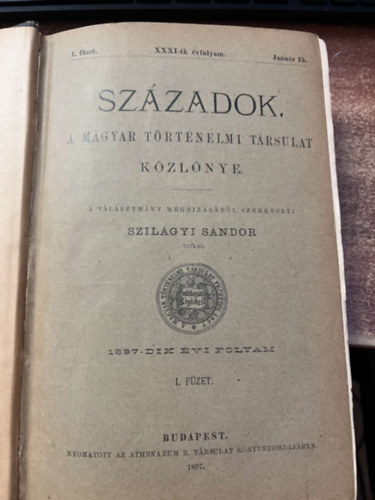 I. füzet. XXXI-ik évfolyam. Január 15.
SZÁZADOK.
A MAGYAR TÖRTENELMI TÁRSULAT
KÖZLÖNYE.
A VÁLASZTMÁNY MEGBIZÁSÁBÓL SZERKESZTI
SZILÁGYI SÁNDOR
TITKÁR.
1897-DIK ÉVI FOLYAM
I. FÜZET.
BUDAPEST.
NYOMATOTT AZ ATHENAEUM R. TÁRSULAT KÖNYVNYOMDÁJÁBAN.
1897.